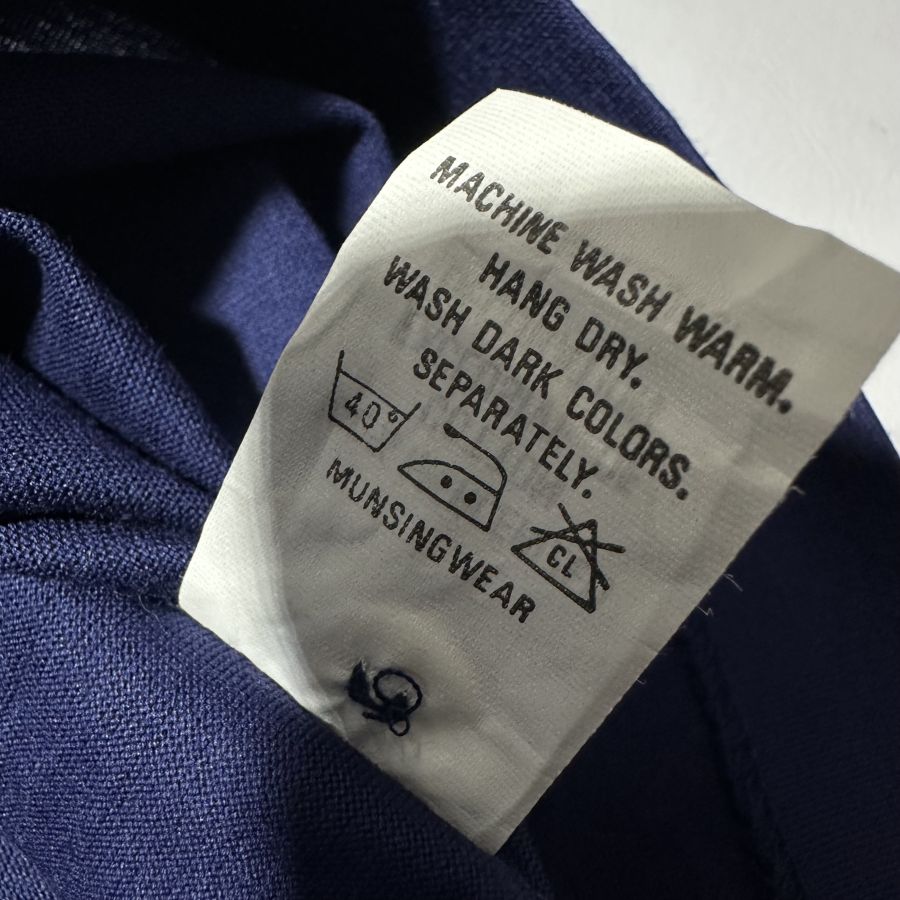 MACHINE WASH WARM.
HANG DRY.
WASH DARK COLORS
SEPARATELY.
40°
CL
MUNSINGWEAR